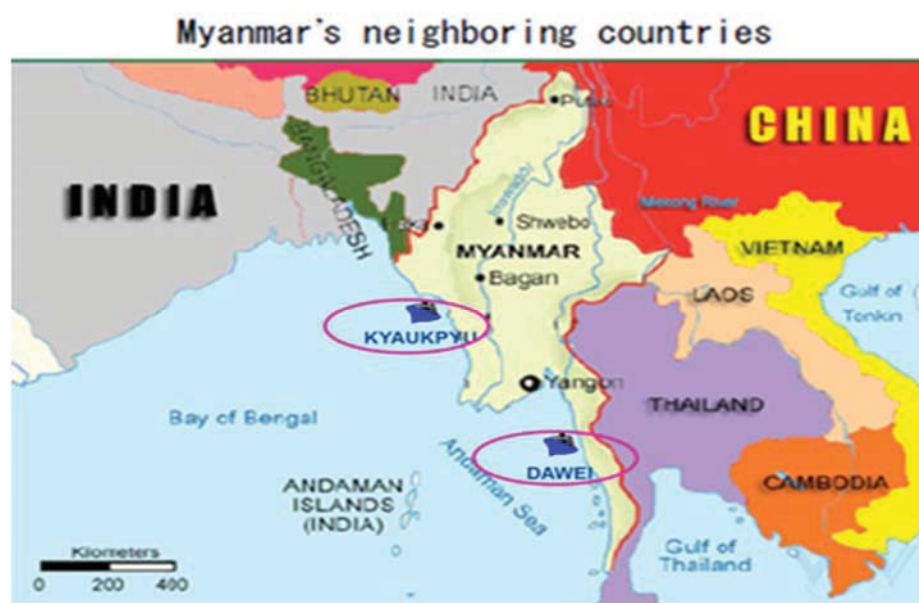 Myanmar's neighboring countries
BHUTAN
INDIA
CHINA
BANGLADESH
INDIA
Mekong River
Shwebo
VIETNAM
MYANMAR
Bagan
LAOS
Gulf of
Tonkin
KYAUKPYU
Yangon
THAILAND
Bay of Bengal
DAWEI
CAMBODIA
ANDAMAN
ISLANDS
(INDIA)
Andaman Sea
Kilometers
0 200 400
Gulf of
Thailand